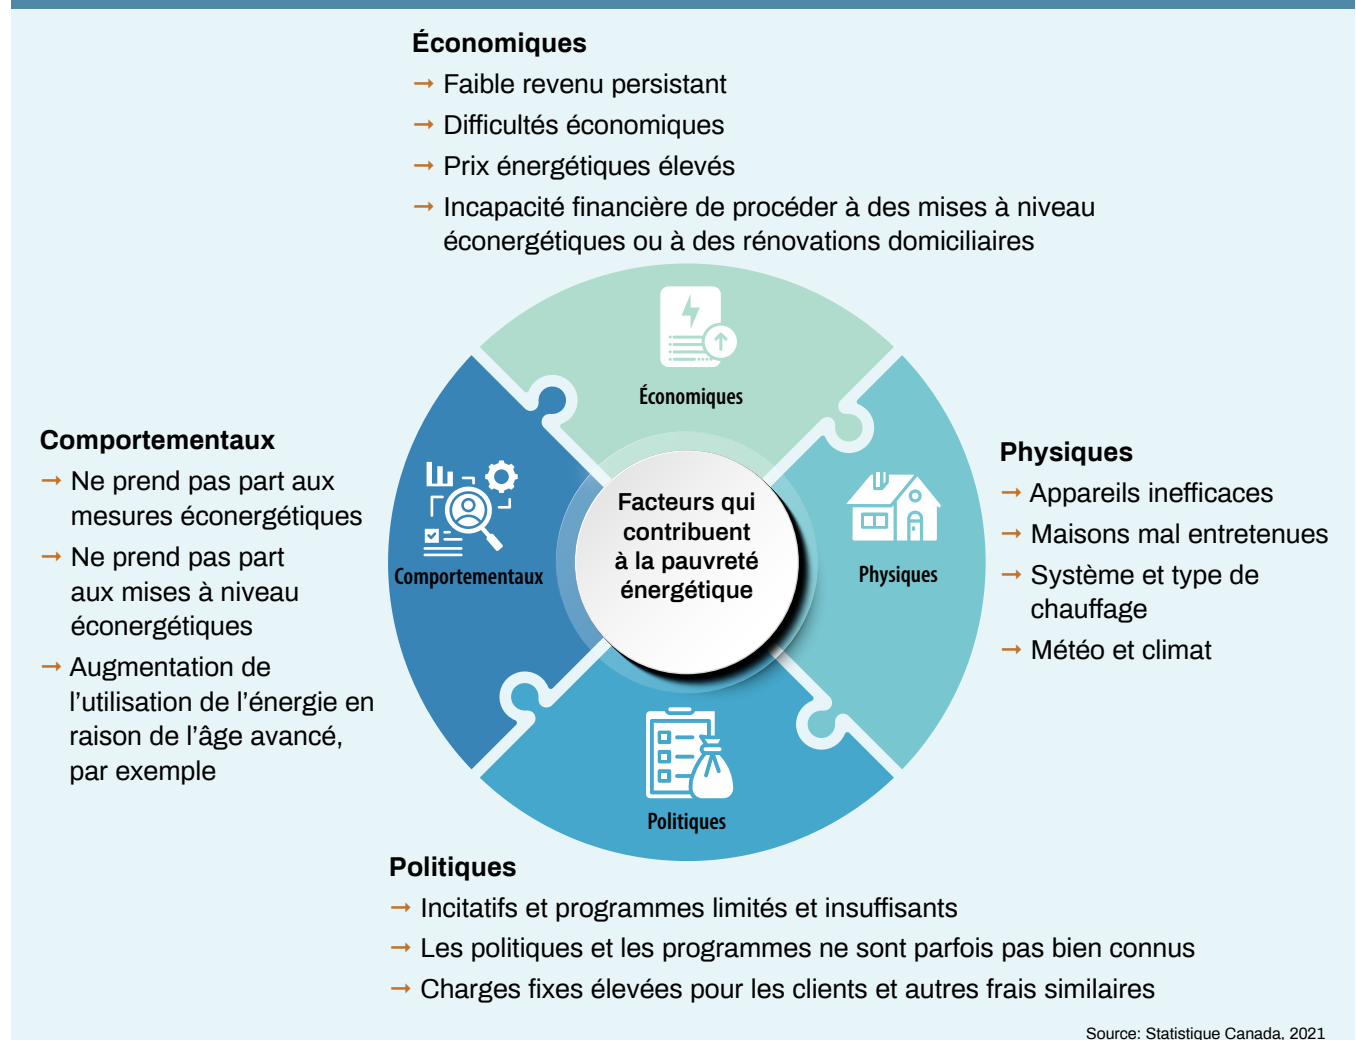 Économiques
→ Faible revenu persistant
→ Difficultés économiques
→ Prix énergétiques élevés
→ Incapacité financière de procéder à des mises à niveau
éconergétiques ou à des rénovations domiciliaires
Économiques
Comportementaux
→ Ne prend pas part aux
mesures éconergétiques
→ Ne prend pas part
aux mises à niveau
éconergétiques
→ Augmentation de
l’utilisation de l’énergie en
raison de l’âge avancé,
par exemple
Comportementaux
Facteurs qui
contribuent
à la pauvreté
énergétique
Physiques
Physiques
→ Appareils inefficaces
→ Maisons mal entretenues
→ Système et type de
chauffage
→ Météo et climat
Politiques
Politiques
→ Incitatifs et programmes limités et insuffisants
→ Les politiques et les programmes ne sont parfois pas bien connus
→ Charges fixes élevées pour les clients et autres frais similaires
Source: Statistique Canada, 2021